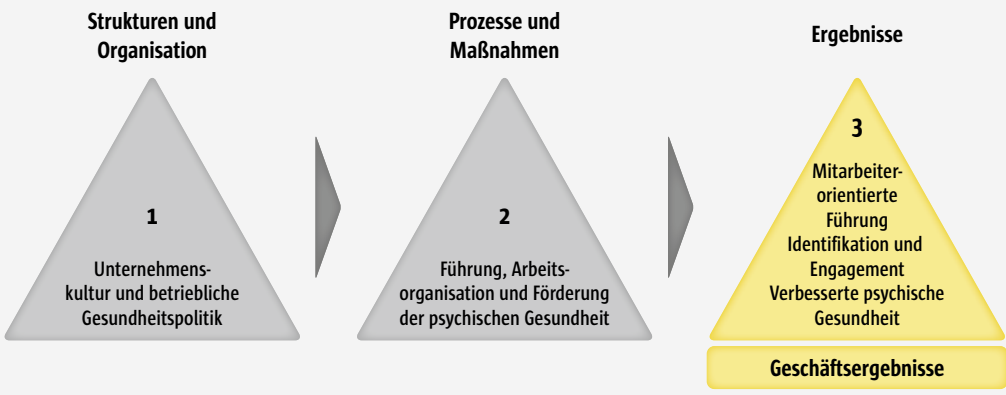 Strukturen und
Organisation
1
Unternehmens-
kultur und betriebliche
Gesundheitspolitik
Prozesse und
Maßnahmen
2
Führung, Arbeits-
organisation und Förderung
der psychischen Gesundheit
Ergebnisse
3
Mitarbeiter-
orientierte
Führung
Identifikation und
Engagement
Verbesserte psychische
Gesundheit
Geschäftsergebnisse